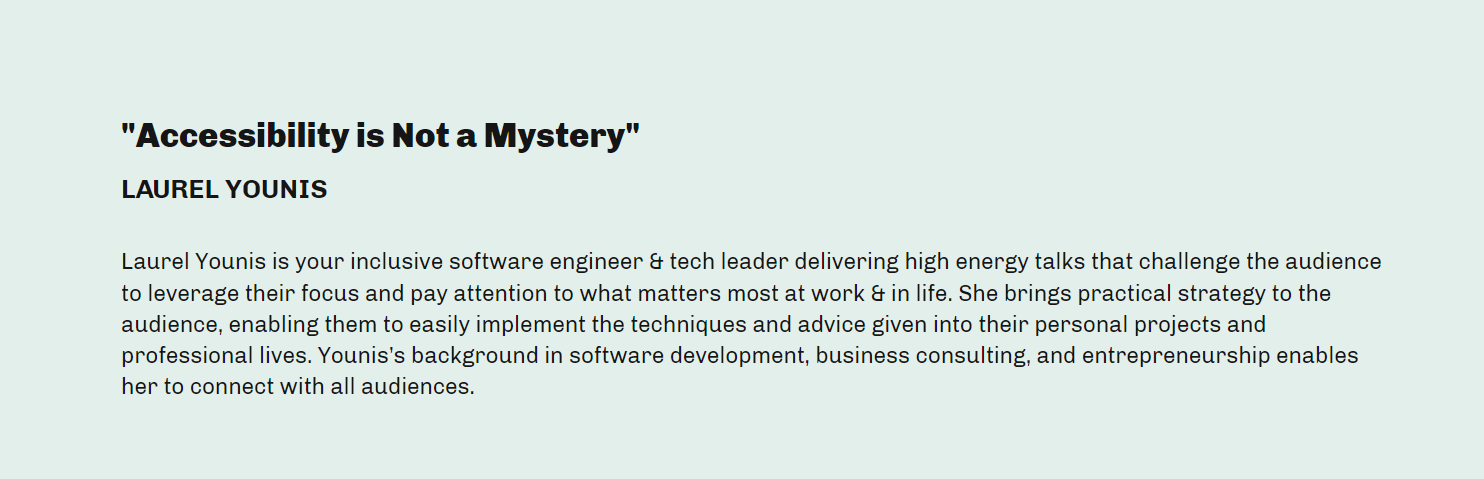 "Accessibility is Not a Mystery"
LAUREL YOUNIS
Laurel Younis is your inclusive software engineer & tech leader delivering high energy talks that challenge the audience
to leverage their focus and pay attention to what matters most at work & in life. She brings practical strategy to the
audience, enabling them to easily implement the techniques and advice given into their personal projects and
professional lives. Younis's background in software development, business consulting, and entrepreneurship enables
her to connect with all audiences.